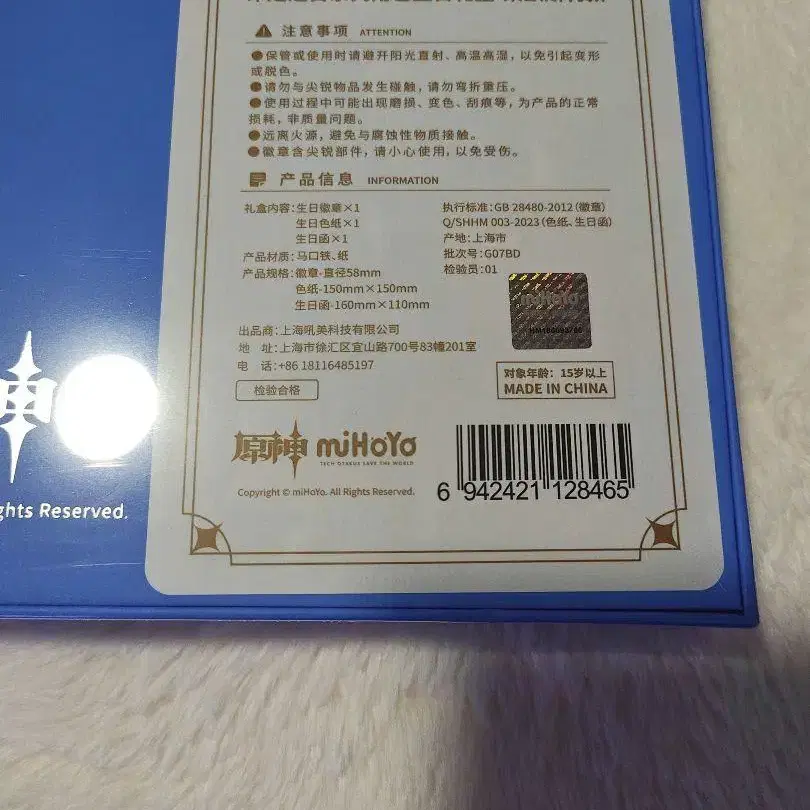 注意事项 ATTENTION
●保管或使用时请避开阳光直射、高温高湿，以免引起变形
或脱色。
●请勿与尖锐物品发生碰触，请勿弯折重压。
●使用过程中可能出现磨损、变色、刮痕等，为产品的正常
损耗，非质量问题。
●远离火源，避免与腐蚀性物质接触。
●徽章含尖锐部件，请小心使用，以免受伤。
产品信息 INFORMATION
礼盒内容：生日徽章×1
生日色纸×1
生日函×1
产品材质：马口铁、纸
产品规格：徽章-直径58mm
色纸-150mm×150mm
生日函-160mm×110mm
执行标准：GB 28480-2012（徽章）
Q/SHHM 003-2023（色纸、生日函）
产地：上海市
批次号：G07BD
检验员：01
miHoYo
出品商：上海吼美科技有限公司
地 址：上海市徐汇区宜山路700号83幢201室
电 话：+86 18116485197
检验合格
对象年龄：15岁以上
MADE IN CHINA
原神 miHoYo
TECH OTAKUS SAVE THE WORLD
Copyright © miHoYo. All Rights Reserved.
6 942421 128465
神
ghts Reserved.